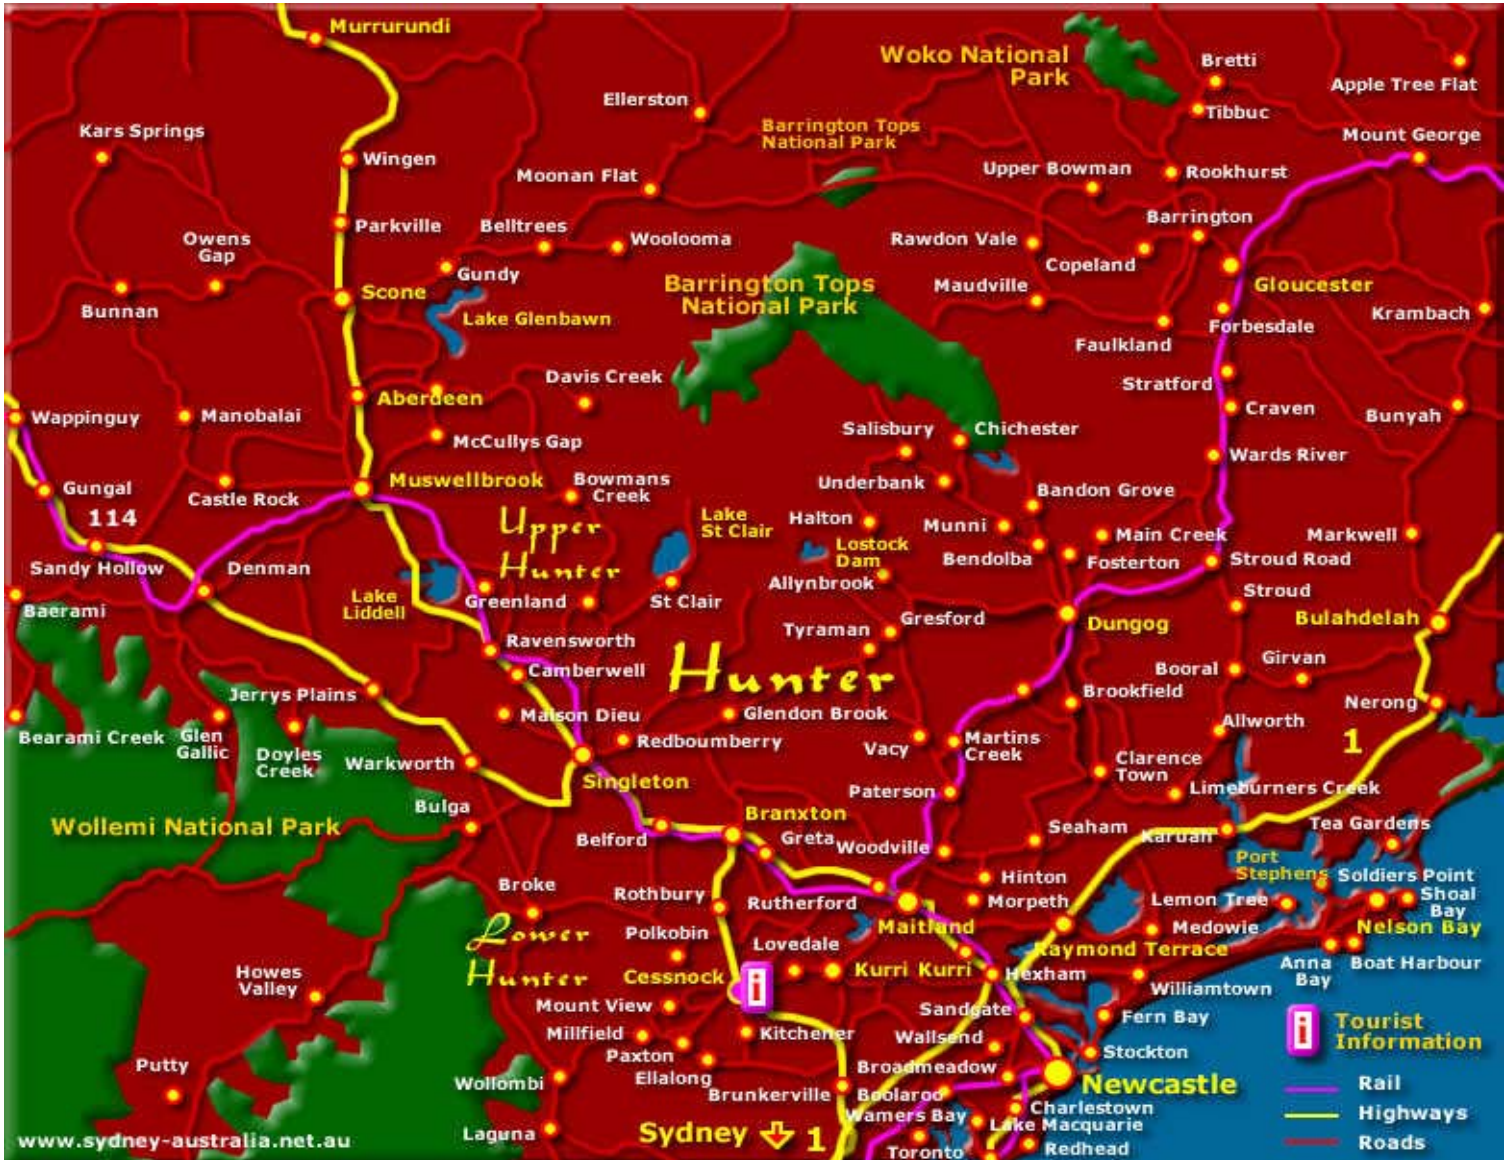 Murrurundi
Woko National
Park
Bretti
Apple Tree Flat
Ellerston
Tibbuc
Kars Springs
Barrington Tops
National Park
Mount George
Wingen
Moonan Flat
Upper Bowman
Rookhurst
Parkville
Belltrees
Woolooma
Owens
Gap
Rawdon Vale
Barrington
Copeland
Gundy
Scone
Barrington Tops
National Park
Maudville
Gloucester
Bunnan
Lake Glenbawn
Forbesdale
Krambach
Faulkland
Davis Creek
Stratford
Wappinguy
Manobalai
Aberdeen
Craven
Bunyah
McCullys Gap
Salisbury
Chichester
Wards River
Muswellbrook
Bowmans
Creek
Underbank
Bandon Grove
Gungal
114
Castle Rock
Upper
Hunter
Lake
St Clair
Halton
Lostock
Dam
Munni
Main Creek
Markwell
Bendolba
Fosterton
Stroud Road
Sandy Hollow
Denman
Allynbrook
Baerami
Lake
Liddell
Greenland
St Clair
Stroud
Gresford
Tyraman
Dungog
Bulahdelah
Ravensworth
Camberwell
Hunter
Booral
Girvan
Jerrys Plains
Brookfield
Nerong
Bearami Creek
Glen
Gallic
Doyles
Creek
Maison Dieu
Glendon Brook
Allworth
Redboumberry
Vacy
Martins
Creek
1
Warkworth
Singleton
Clarence
Town
Paterson
Limeburners Creek
Bulga
Wollemi National Park
Belford
Branxton
Greta
Woodville
Seaham
Karuah
Tea Gardens
Port
Stephens
Soldiers Point
Broke
Rothbury
Rutherford
Hinton
Morpeth
Lemon Tree
Shoal
Bay
Lower
Hunter
Polkobin
Lovedale
Maitland
Medowie
Nelson Bay
Raymond Terrace
Howes
Valley
Cessnock
i
Kurri Kurri
Hexham
Anna
Bay
Boat Harbour
Williamtown
Mount View
Sandgate
Fern Bay
i
Tourist
Information
Millfield
Kitchener
Wallsend
Putty
Paxton
Stockton
Ellalong
Broadmeadow
Wollombi
Newcastle
Rail
Brunkerville
Boolaroo
Charlestown
Highways
Wamers Bay
Lake Macquarie
www.sydney-australia.net.au
Laguna
Sydney
1
Toronto
Redhead
Roads